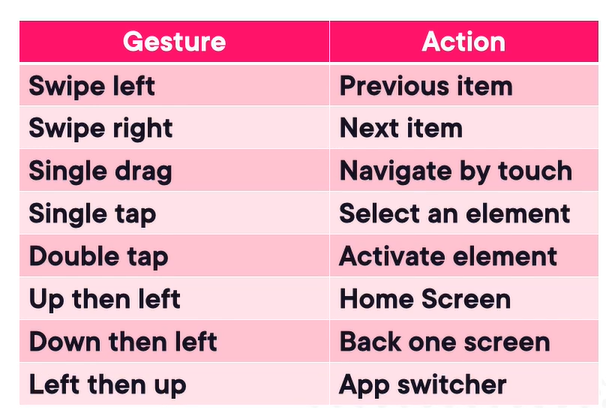 Gesture Action
Swipe left Previous item
Swipe right Next item
Single drag Navigate by touch
Single tap Select an element
Double tap Activate element
Up then left Home Screen
Down then left Back one screen
Left then up App switcher